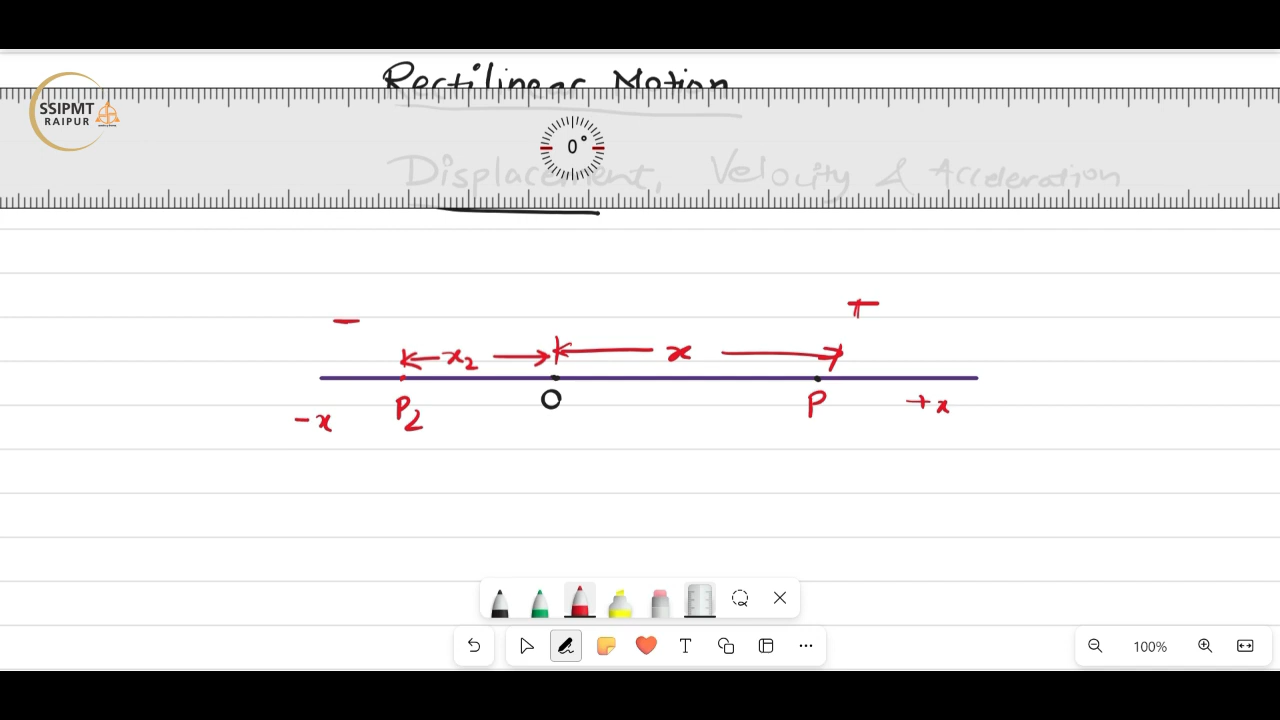 Rectilinear Motion
SSIPMT
RAIPUR
0°
Displacement, Velocity & Acceleration
− +
x₂ x
O
P₂ P +x
−x
100%
T